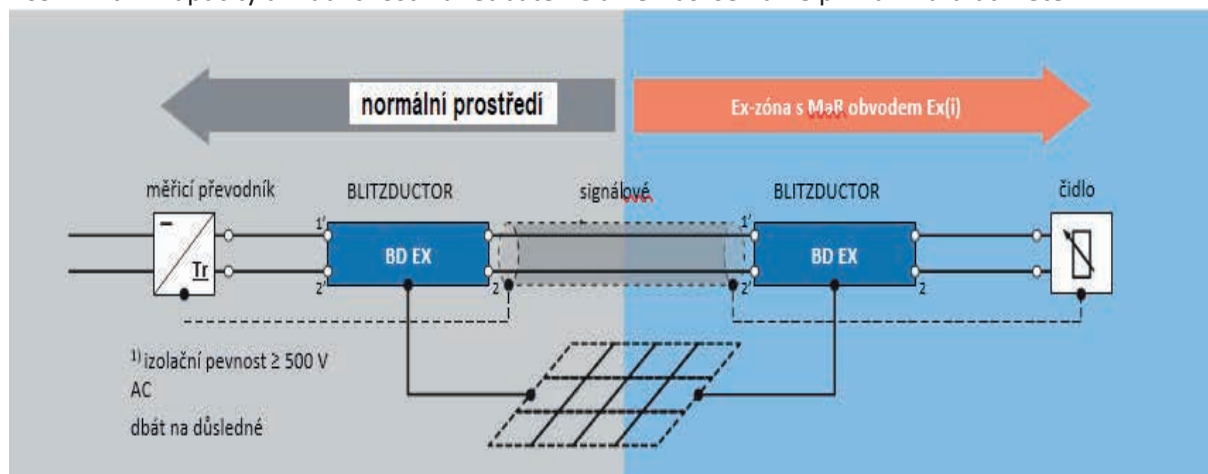 normální prostředí
Ex-zóna s MaR obvodem Ex(i)
měřicí převodník
BLITZDUCTOR
signálové
BLITZDUCTOR
čidlo
1'
1'
BD EX
BD EX
Tr
2'
2
2'
2
1) izolační pevnost ≥ 500 V
AC
dbát na důsledné